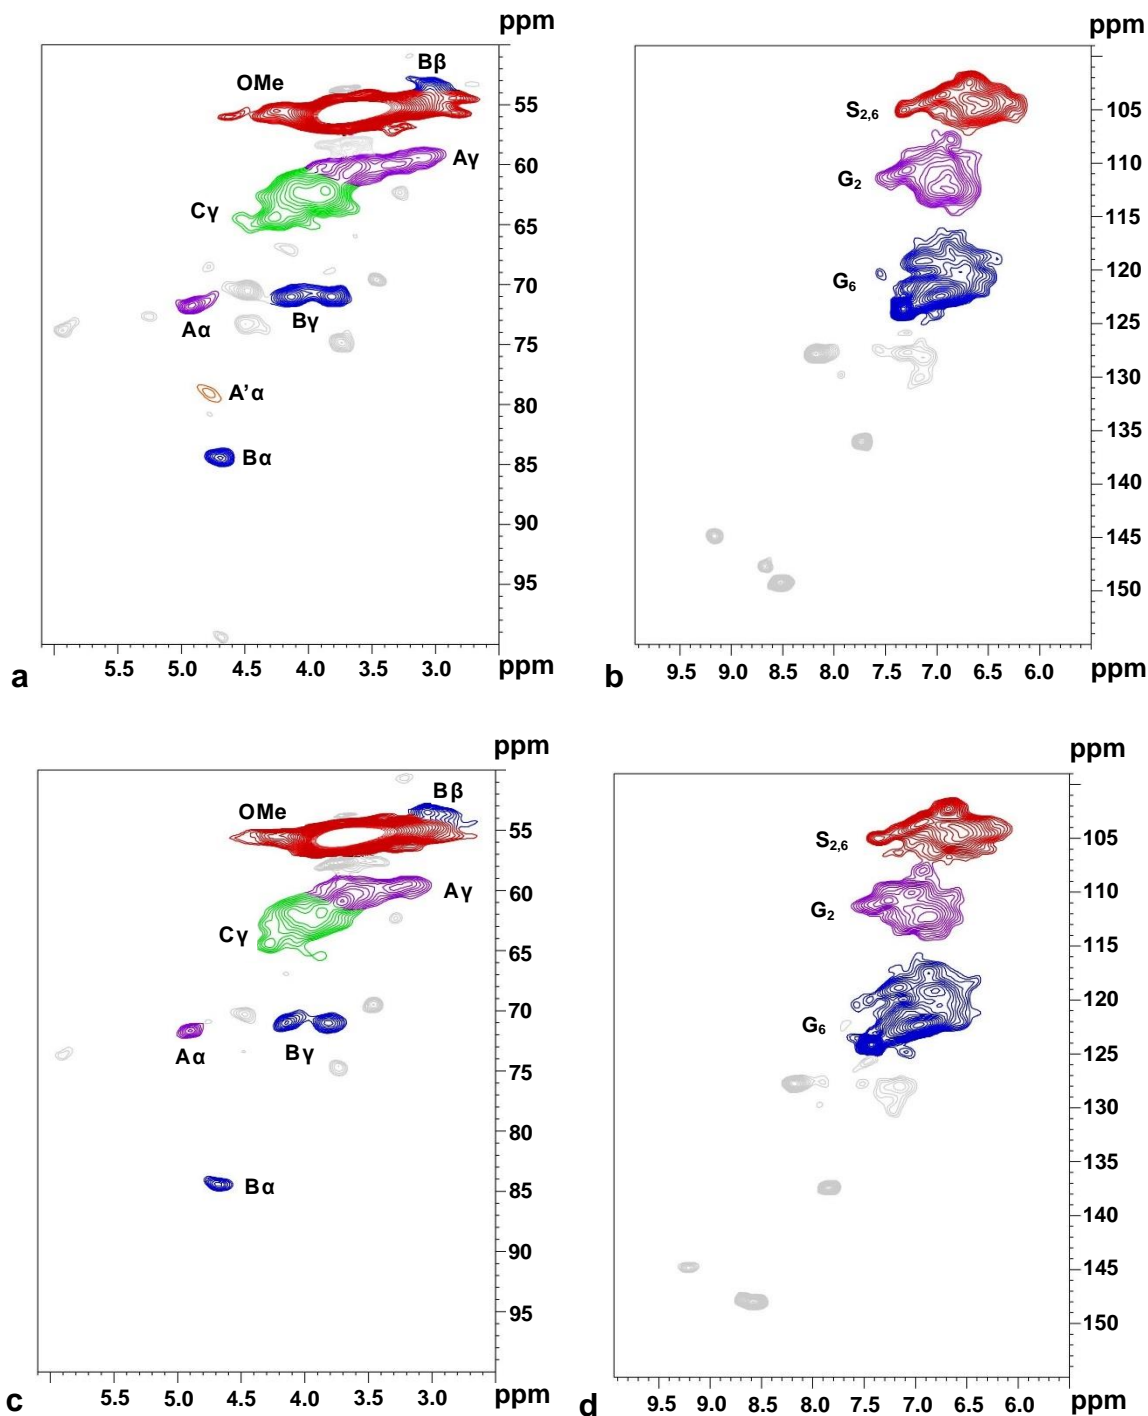 ppm
Bβ
OMe
55
Aγ
60
Cγ
65
70
Aα
Bγ
75
A’α
80
Bα
85
90
95
5.5 5.0 4.5 4.0 3.5 3.0 ppm
a
ppm
S2,6
105
110
G2
115
120
G6
125
130
135
140
145
150
9.5 9.0 8.5 8.0 7.5 7.0 6.5 6.0 ppm
b
ppm
Bβ
OMe
55
Aγ
60
Cγ
65
70
Aα
Bγ
75
80
Bα
85
90
95
5.5 5.0 4.5 4.0 3.5 3.0 ppm
c
ppm
S2,6
105
110
G2
115
120
G6
125
130
135
140
145
150
9.5 9.0 8.5 8.0 7.5 7.0 6.5 6.0 ppm
d